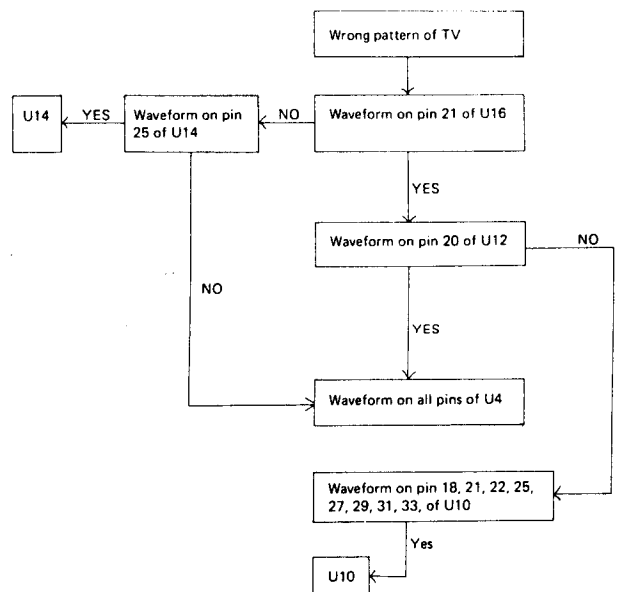 Wrong pattern of TV
U14
YES
Waveform on pin
25 of U14
NO
Waveform on pin 21 of U16
YES
Waveform on pin 20 of U12
NO
NO
YES
Waveform on all pins of U4
Waveform on pin 18, 21, 22, 25,
27, 29, 31, 33, of U10
Yes
U10